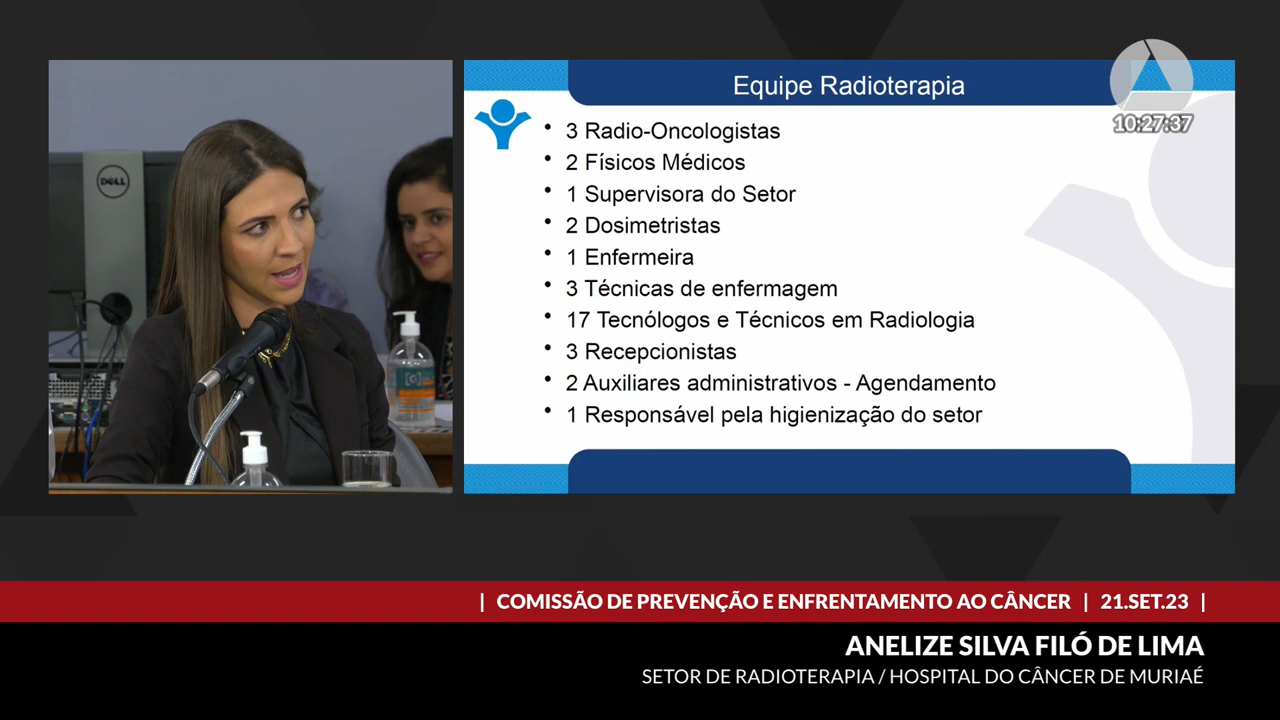 DELL
Equipe Radioterapia
10:27:37
• 3 Radio-Oncologistas
• 2 Físicos Médicos
• 1 Supervisora do Setor
• 2 Dosimetristas
• 1 Enfermeira
• 3 Técnicas de enfermagem
• 17 Tecnólogos e Técnicos em Radiologia
• 3 Recepcionistas
• 2 Auxiliares administrativos - Agendamento
• 1 Responsável pela higienização do setor
| COMISSÃO DE PREVENÇÃO E ENFRENTAMENTO AO CÂNCER | 21.SET.23 |
ANELIZE SILVA FILÓ DE LIMA
SETOR DE RADIOTERAPIA / HOSPITAL DO CÂNCER DE MURIAÉ